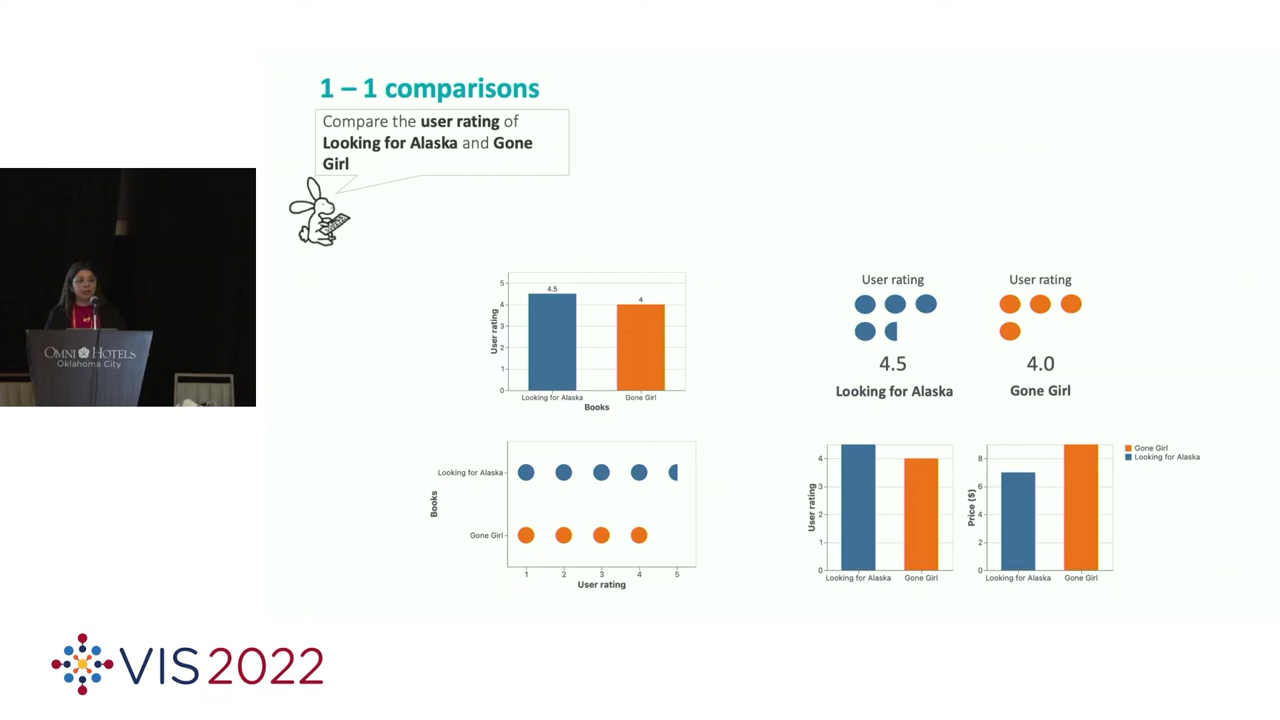 1 – 1 comparisons
Compare the user rating of
Looking for Alaska and Gone
Girl
OMNI HOTELS
Oklahoma City
5
4
3
2
1
0
User rating
4.5
4
Looking for Alaska
Gone Girl
Books
User rating
4.5
Looking for Alaska
User rating
4.0
Gone Girl
Books
Looking for Alaska
Gone Girl
1
2
3
4
5
User rating
User rating
4
3
2
1
0
Looking for Alaska
Gone Girl
Price ($)
8
6
4
2
0
Looking for Alaska
Gone Girl
Gone Girl
Looking for Alaska
VIS2022